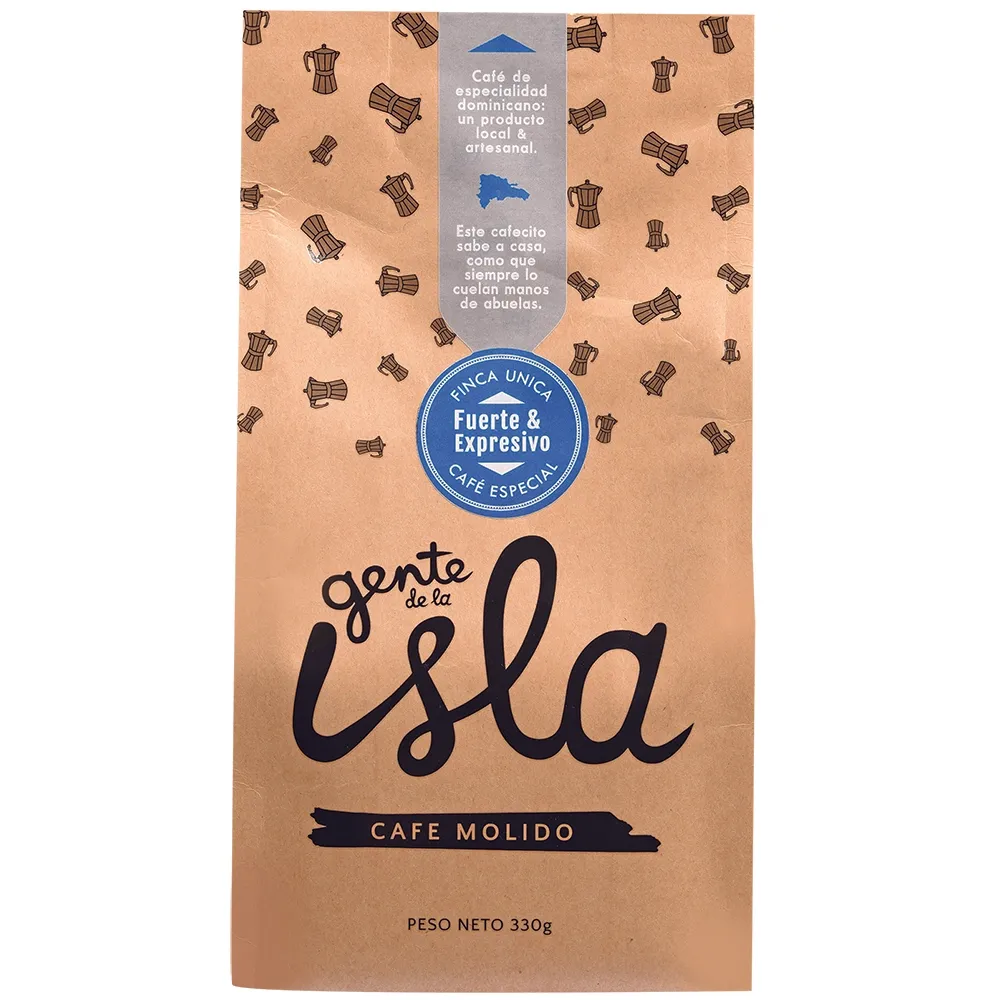 Café de
especialidad
dominicano:
un producto
local &
artesanal.
Este cafecito
sabe a casa,
como que
siempre lo
cuelan manos
de abuelas.
FINCA UNICA
Fuerte &
Expresivo
CAFÉ ESPECIAL
gente
de la
isla
CAFE MOLIDO
PESO NETO 330g